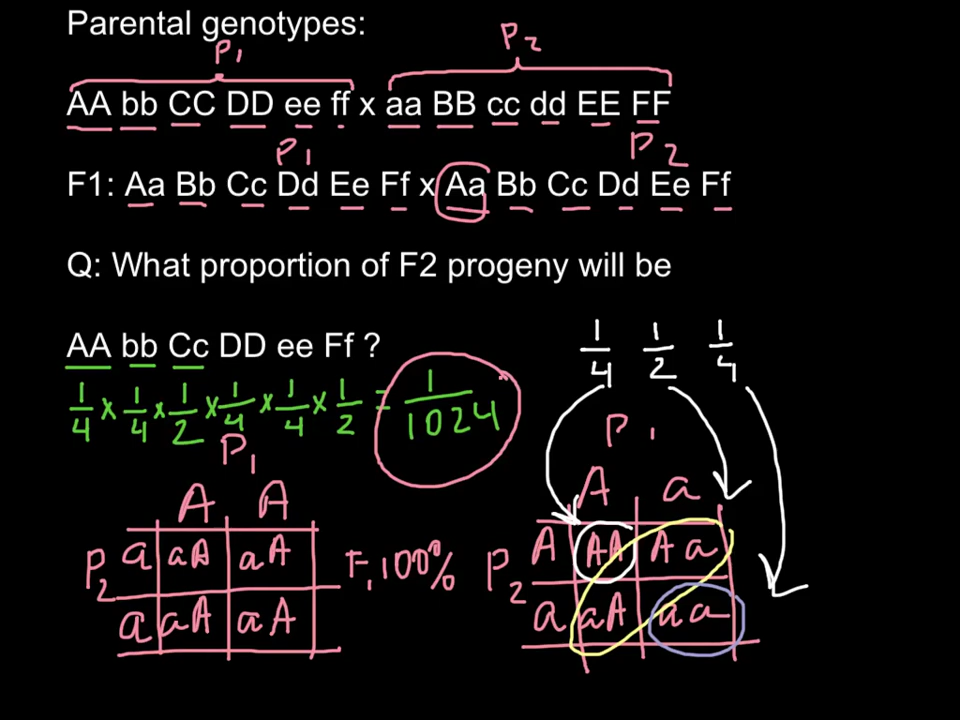 Parental genotypes:
P1 P2
AA bb CC DD ee ff x aa BB cc dd EE FF
P1 P2
F1: Aa Bb Cc Dd Ee Ff x Aa Bb Cc Dd Ee Ff
Q: What proportion of F2 progeny will be
AA bb Cc DD ee Ff ?
1/4 1/2 1/4
1/4 x 1/4 x 1/2 x 1/4 x 1/4 x 1/2 = 1/1024
P1 P1
A A A a
P2 a aA aA F1 100% P2 A AA Aa
a aA aA a aA aa